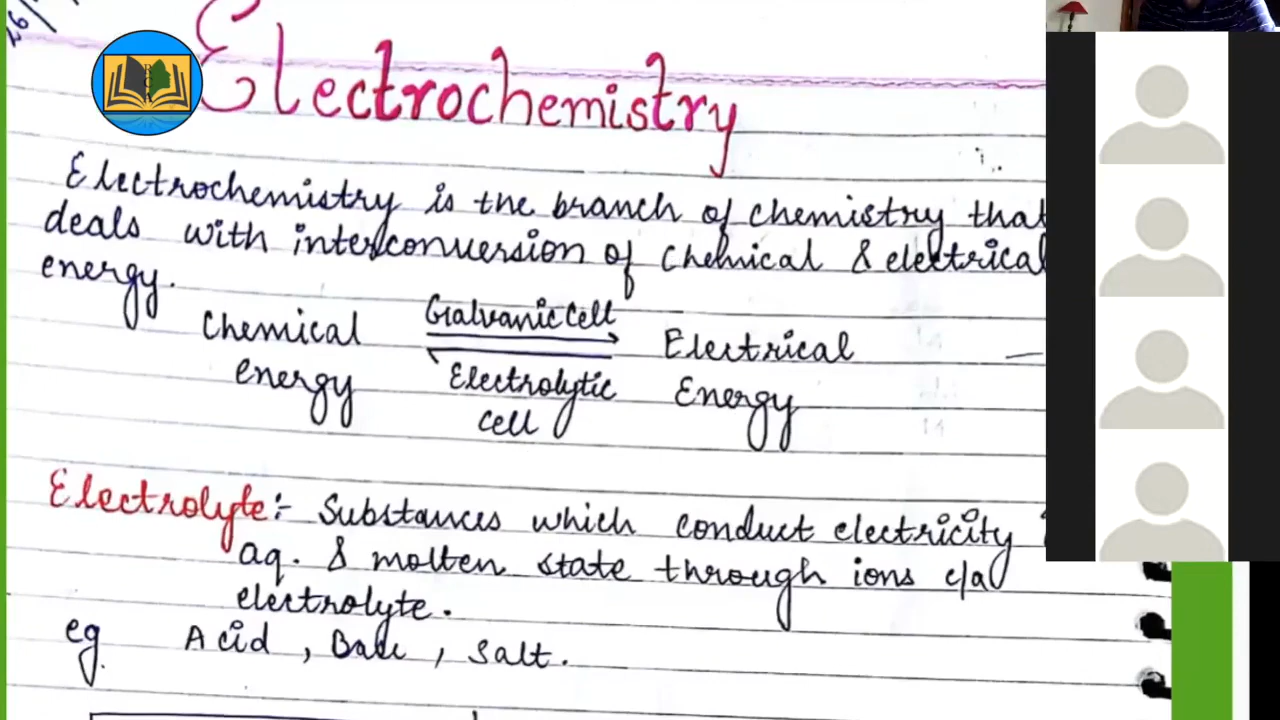 Electrochemistry
Electrochemistry is the branch of chemistry that
deals with interconversion of chemical & electrical
energy.
Galvanic Cell
Chemical Electrical
energy Electrolytic Energy
cell
Electrolyte:- Substances which conduct electricity
aq. & molten state through ions c/a
electrolyte.
eg. Acid, Base, Salt.